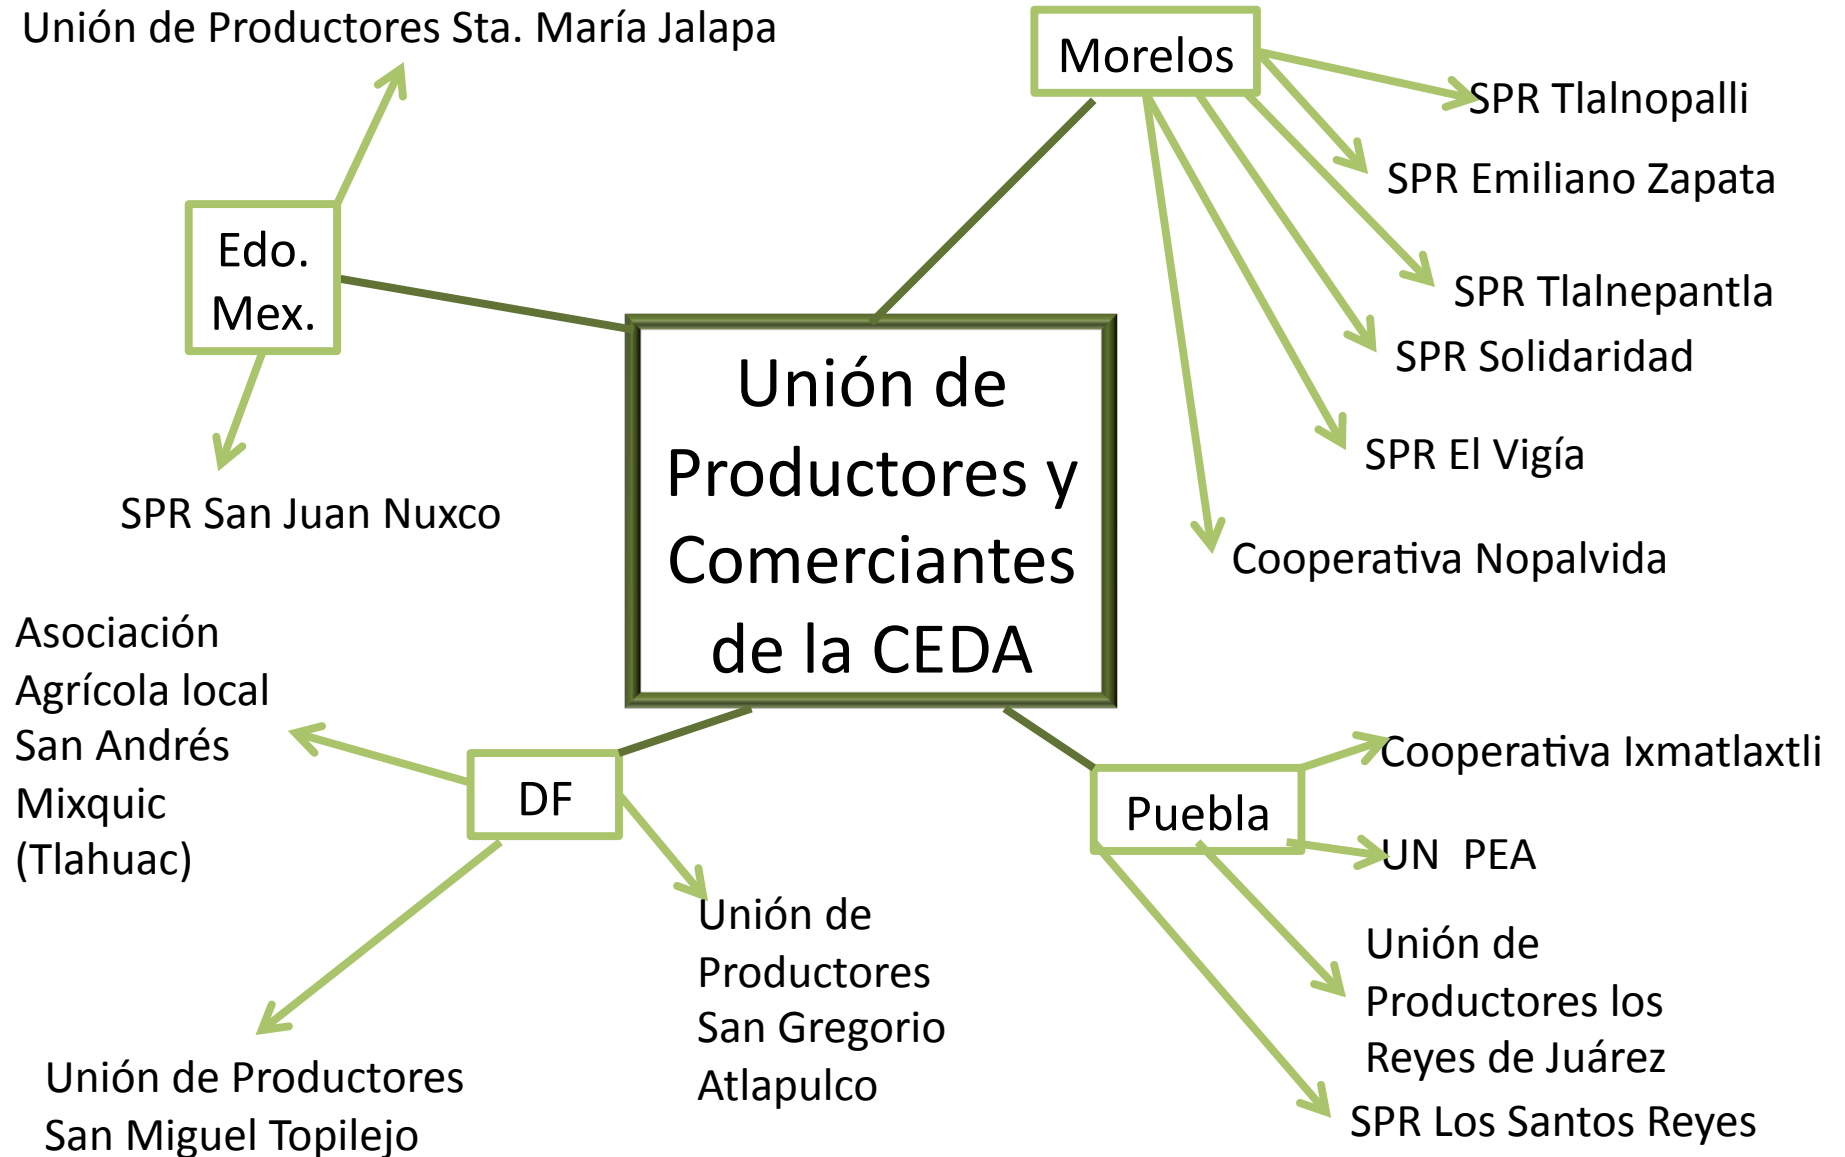 Unión de Productores Sta. María Jalapa
Morelos
SPR Tlalnopalli
SPR Emiliano Zapata
SPR Tlalnepantla
SPR Solidaridad
SPR El Vigía
Cooperativa Nopalvida
Edo.
Mex.
SPR San Juan Nuxco
Unión de
Productores y
Comerciantes
de la CEDA
Asociación
Agrícola local
San Andrés
Mixquic
(Tlahuac)
DF
Unión de
Productores
San Gregorio
Atlapulco
Unión de Productores
San Miguel Topilejo
Puebla
Cooperativa Ixmatlaxtli
UN  PEA
Unión de
Productores los
Reyes de Juárez
SPR Los Santos Reyes